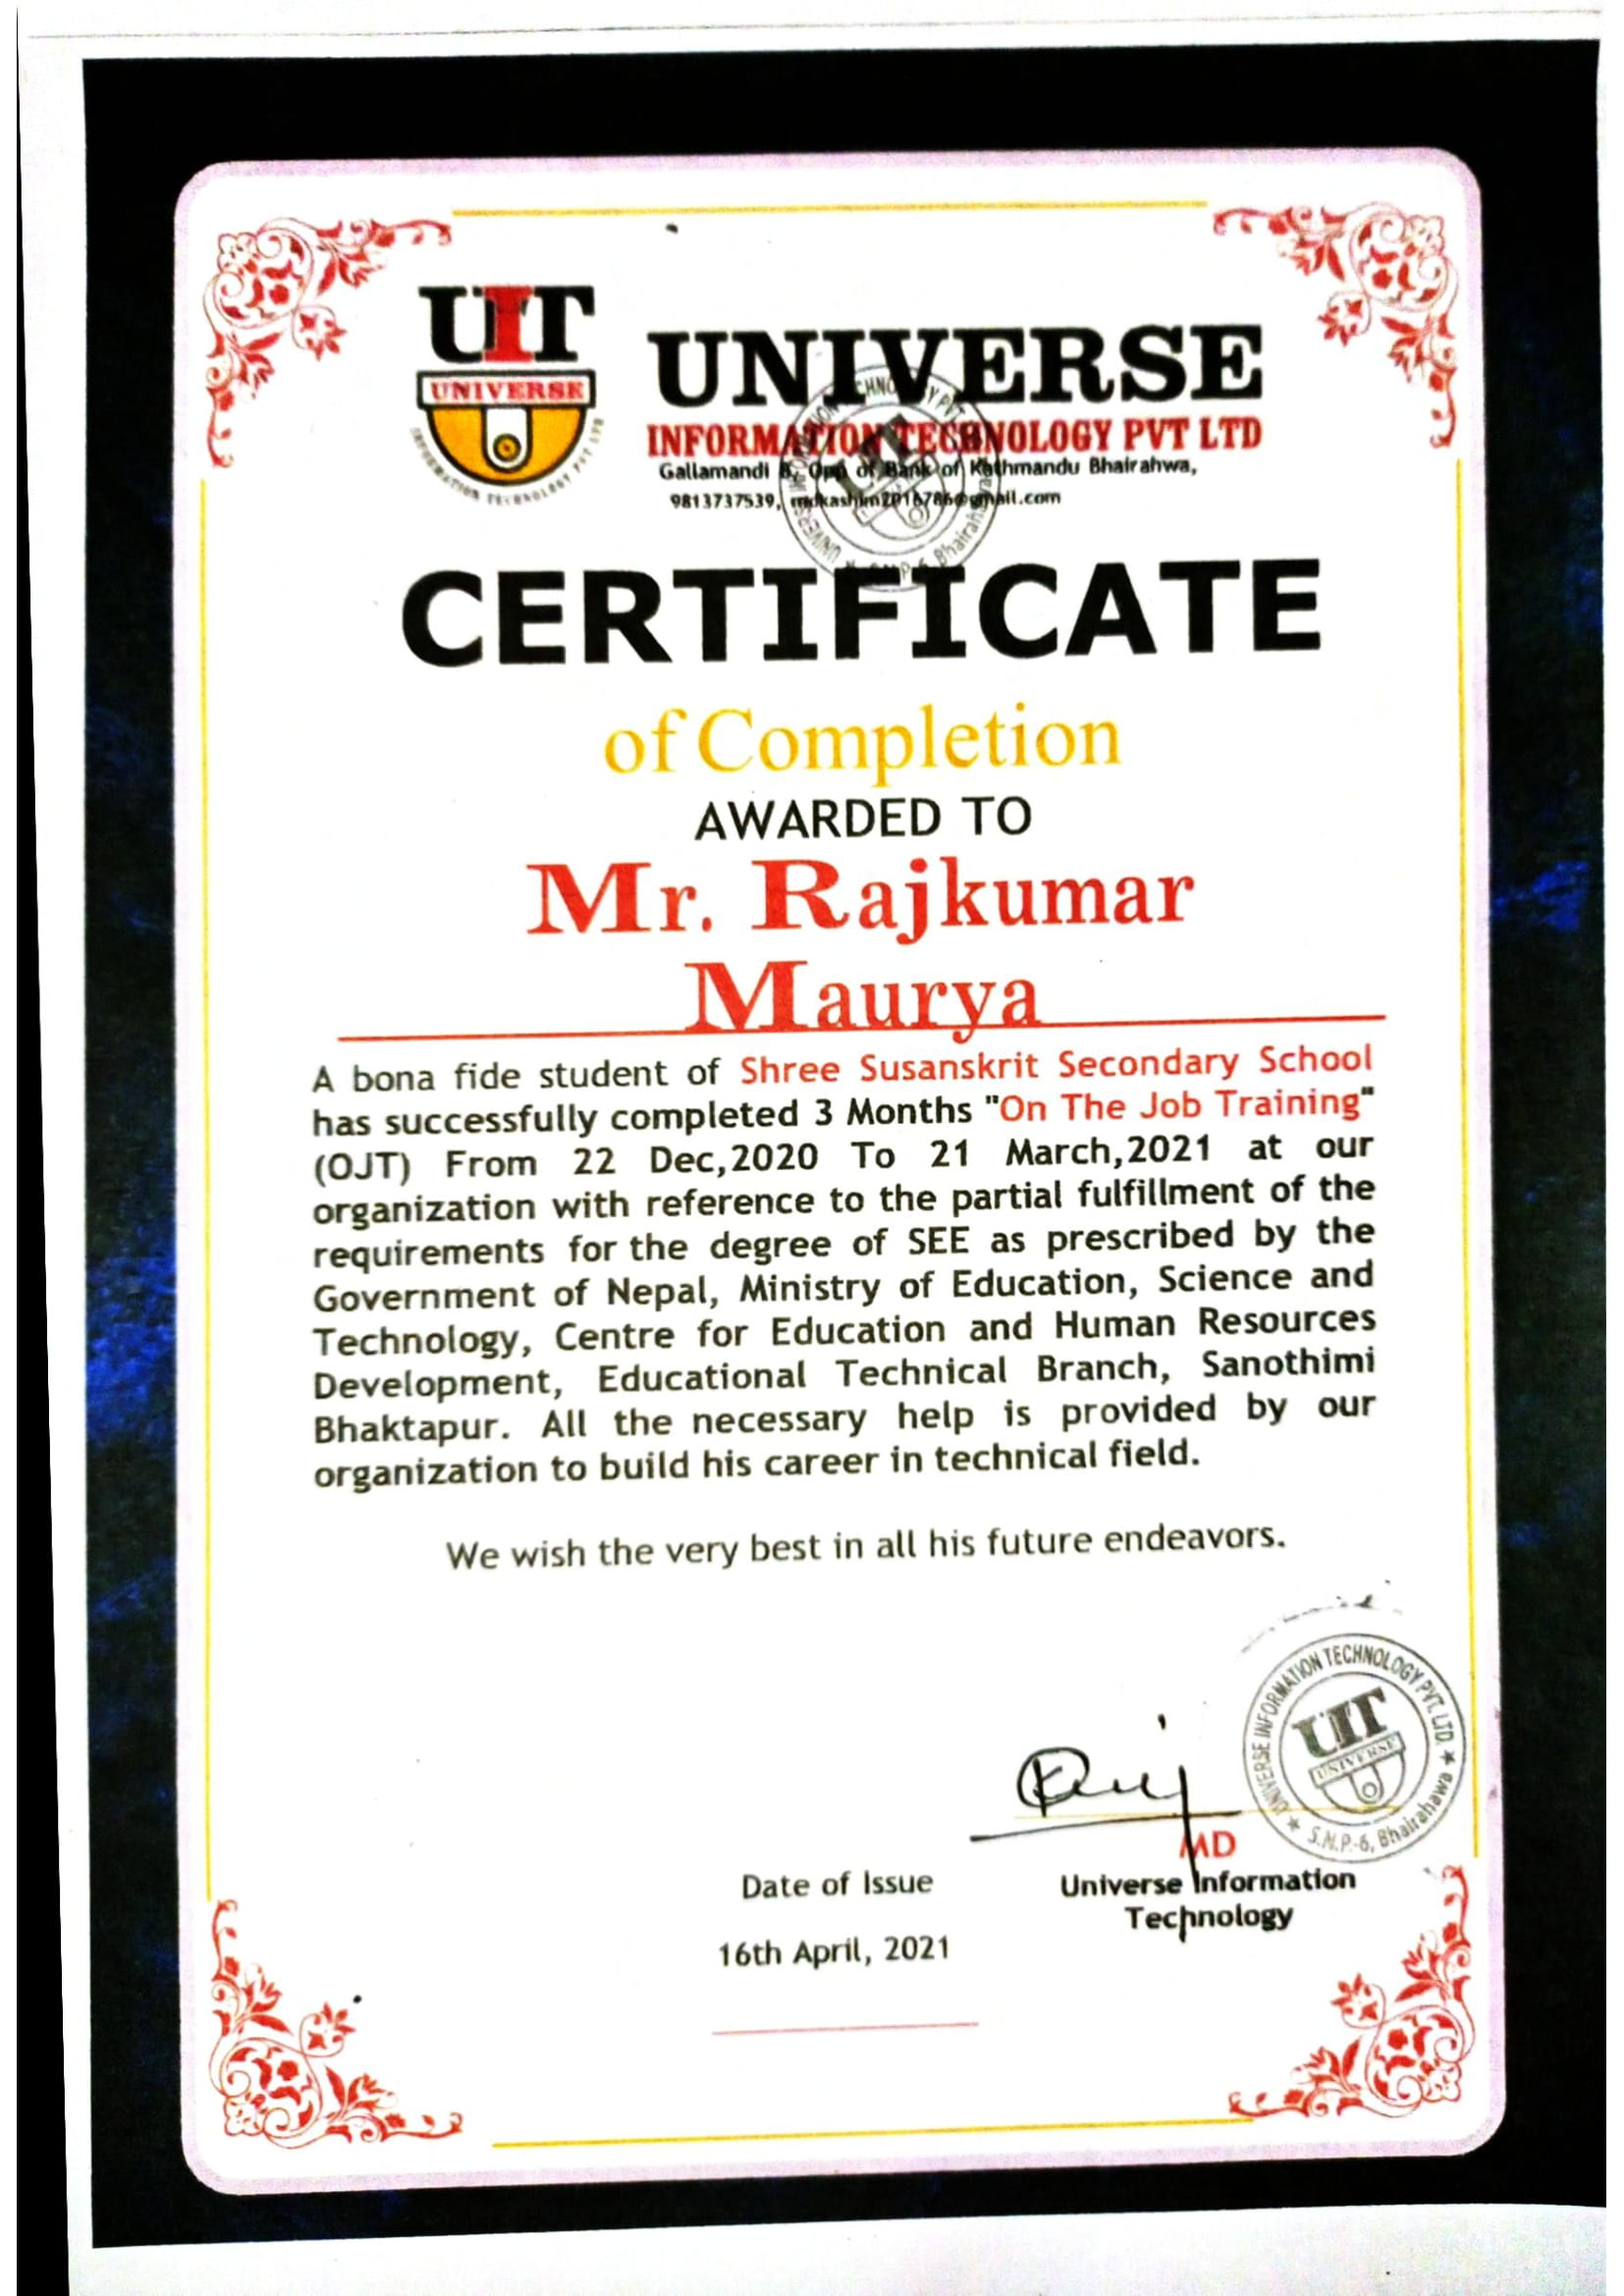 UIT
UNIVERSE
INFORMATION TECHNOLOGY PVT LTD
UNIVERSE
INFORMATION TECHNOLOGY PVT LTD
Gallamandi 8, Opp of Bank of Kathmandu Bhairahwa,
9813737539, mdkashim2016786@gmail.com
CERTIFICATE
of Completion
AWARDED TO
Mr. Rajkumar
Maurya
A bona fide student of Shree Susanskrit Secondary School
has successfully completed 3 Months "On The Job Training"
(OJT) From 22 Dec,2020 To 21 March,2021 at our
organization with reference to the partial fulfillment of the
requirements for the degree of SEE as prescribed by the
Government of Nepal, Ministry of Education, Science and
Technology, Centre for Education and Human Resources
Development, Educational Technical Branch, Sanothimi
Bhaktapur. All the necessary help is provided by our
organization to build his career in technical field.
We wish the very best in all his future endeavors.
UNIVERSE INFORMATION TECHNOLOGY PVT. LTD.
UIT
UNIVERSE
S.N.P.-6, Bhairahawa
MD
Date of Issue
Universe Information
Technology
16th April, 2021